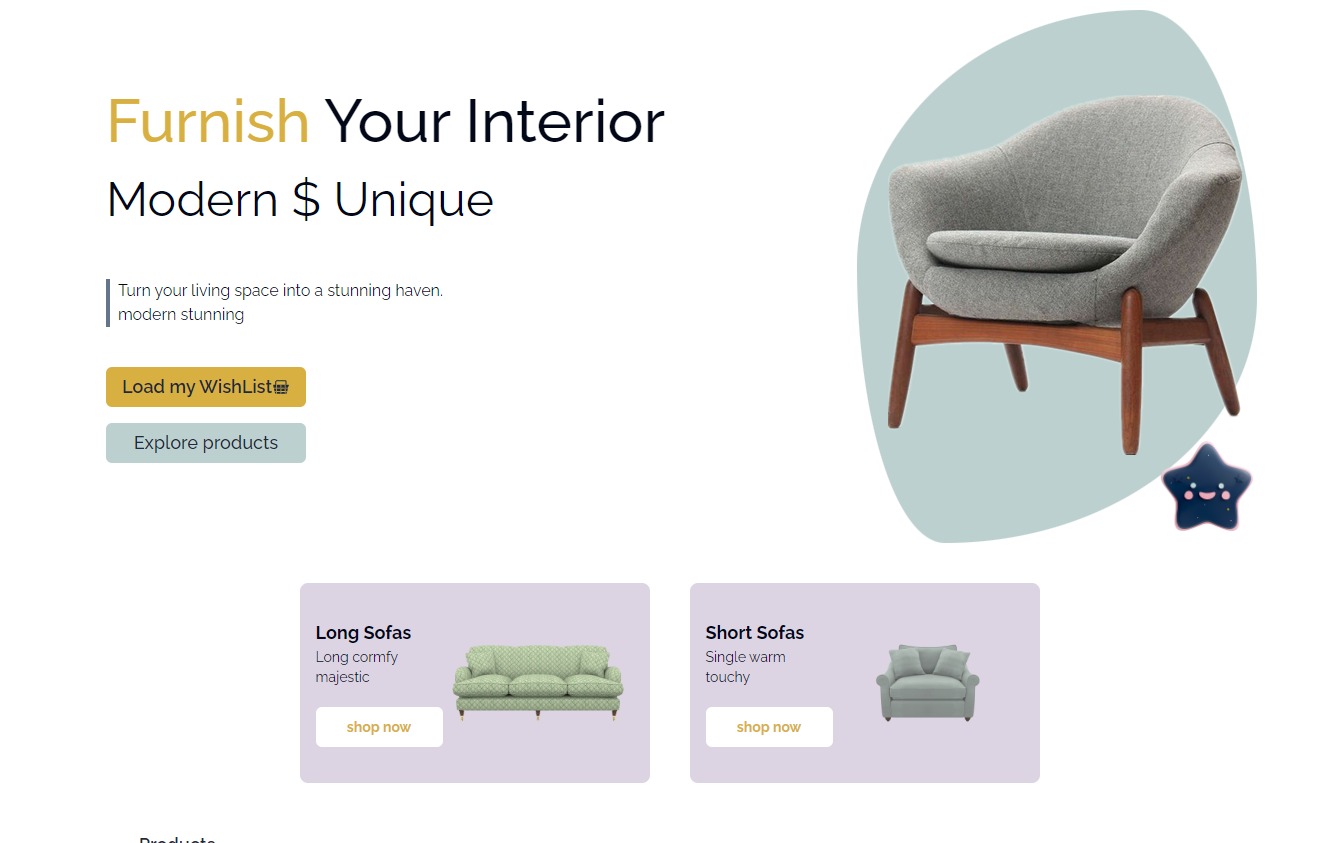 Furnish Your Interior
Modern $ Unique
Turn your living space into a stunning haven.
modern stunning
Load my WishList
Explore products
Long Sofas
Long cormfy
majestic
shop now
Short Sofas
Single warm
touchy
shop now
Products